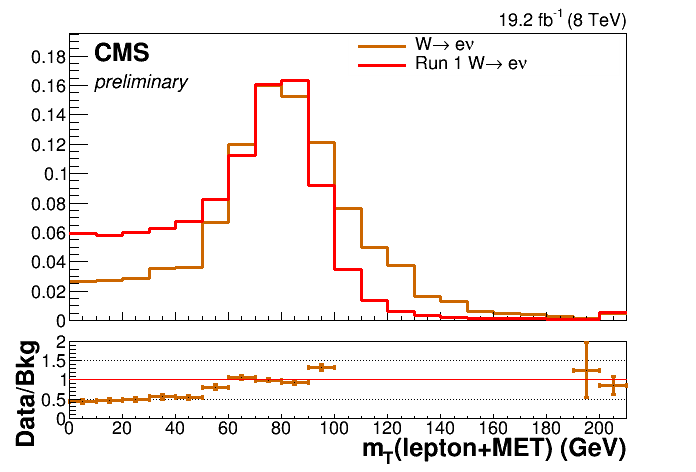 19.2 fb⁻¹ (8 TeV)
CMS
preliminary
W→ eν
Run 1 W→ eν
0.18
0.16
0.14
0.12
0.1
0.08
0.06
0.04
0.02
0
Data/Bkg
2
1.5
1
0.5
0
0 20 40 60 80 100 120 140 160 180 200
m_T(lepton+MET) (GeV)